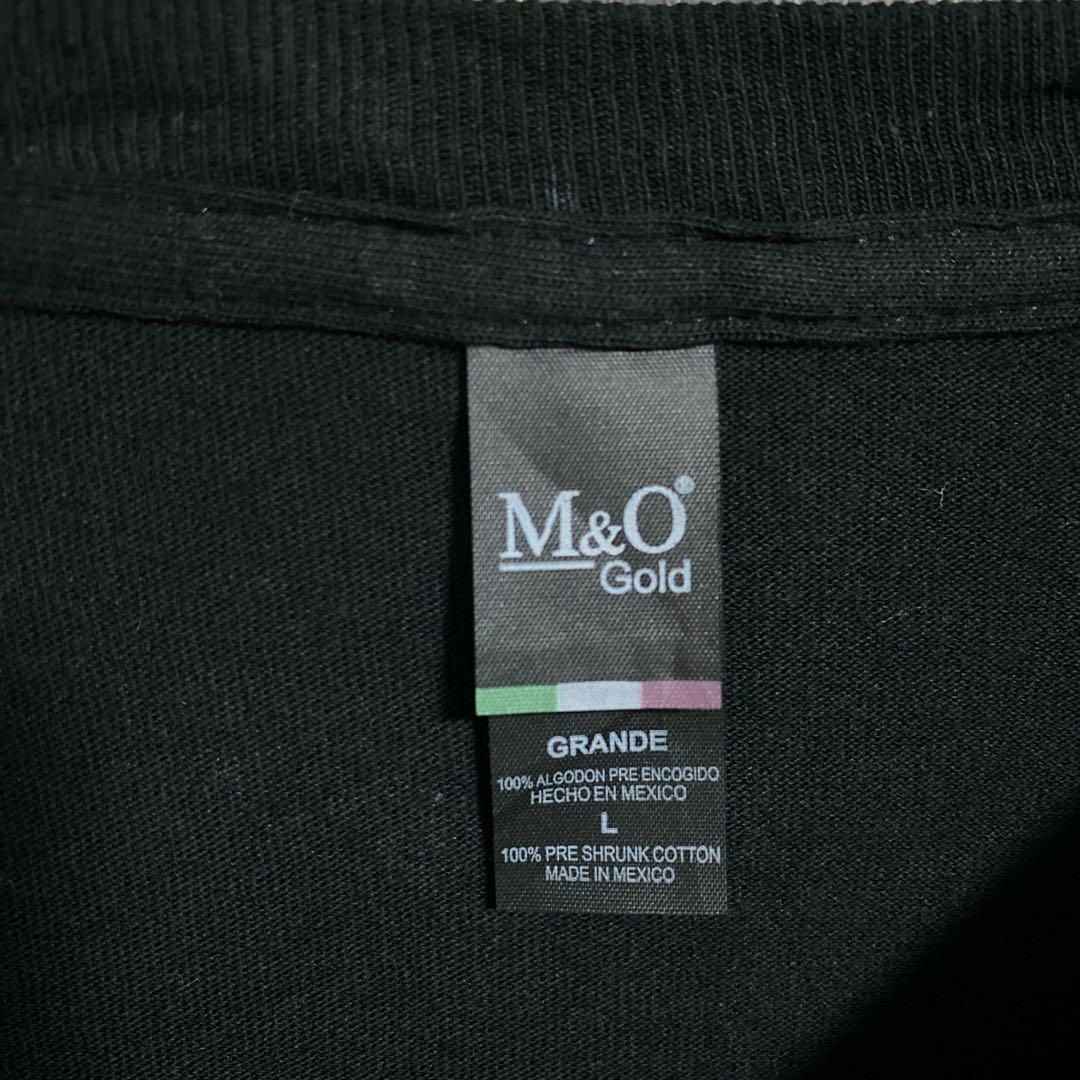 M&O®
Gold
GRANDE
100% ALGODON PRE ENCOGIDO
HECHO EN MEXICO
L
100% PRE SHRUNK COTTON
MADE IN MEXICO